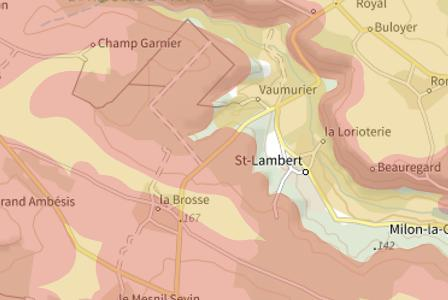 Royal
Buloyer
Champ Garnier
Vaumurier
la Lorioterie
St-Lambert
Beauregard
rand Ambésis
la Brosse
167
Milon-la-C
142
le Mesnil Sevin